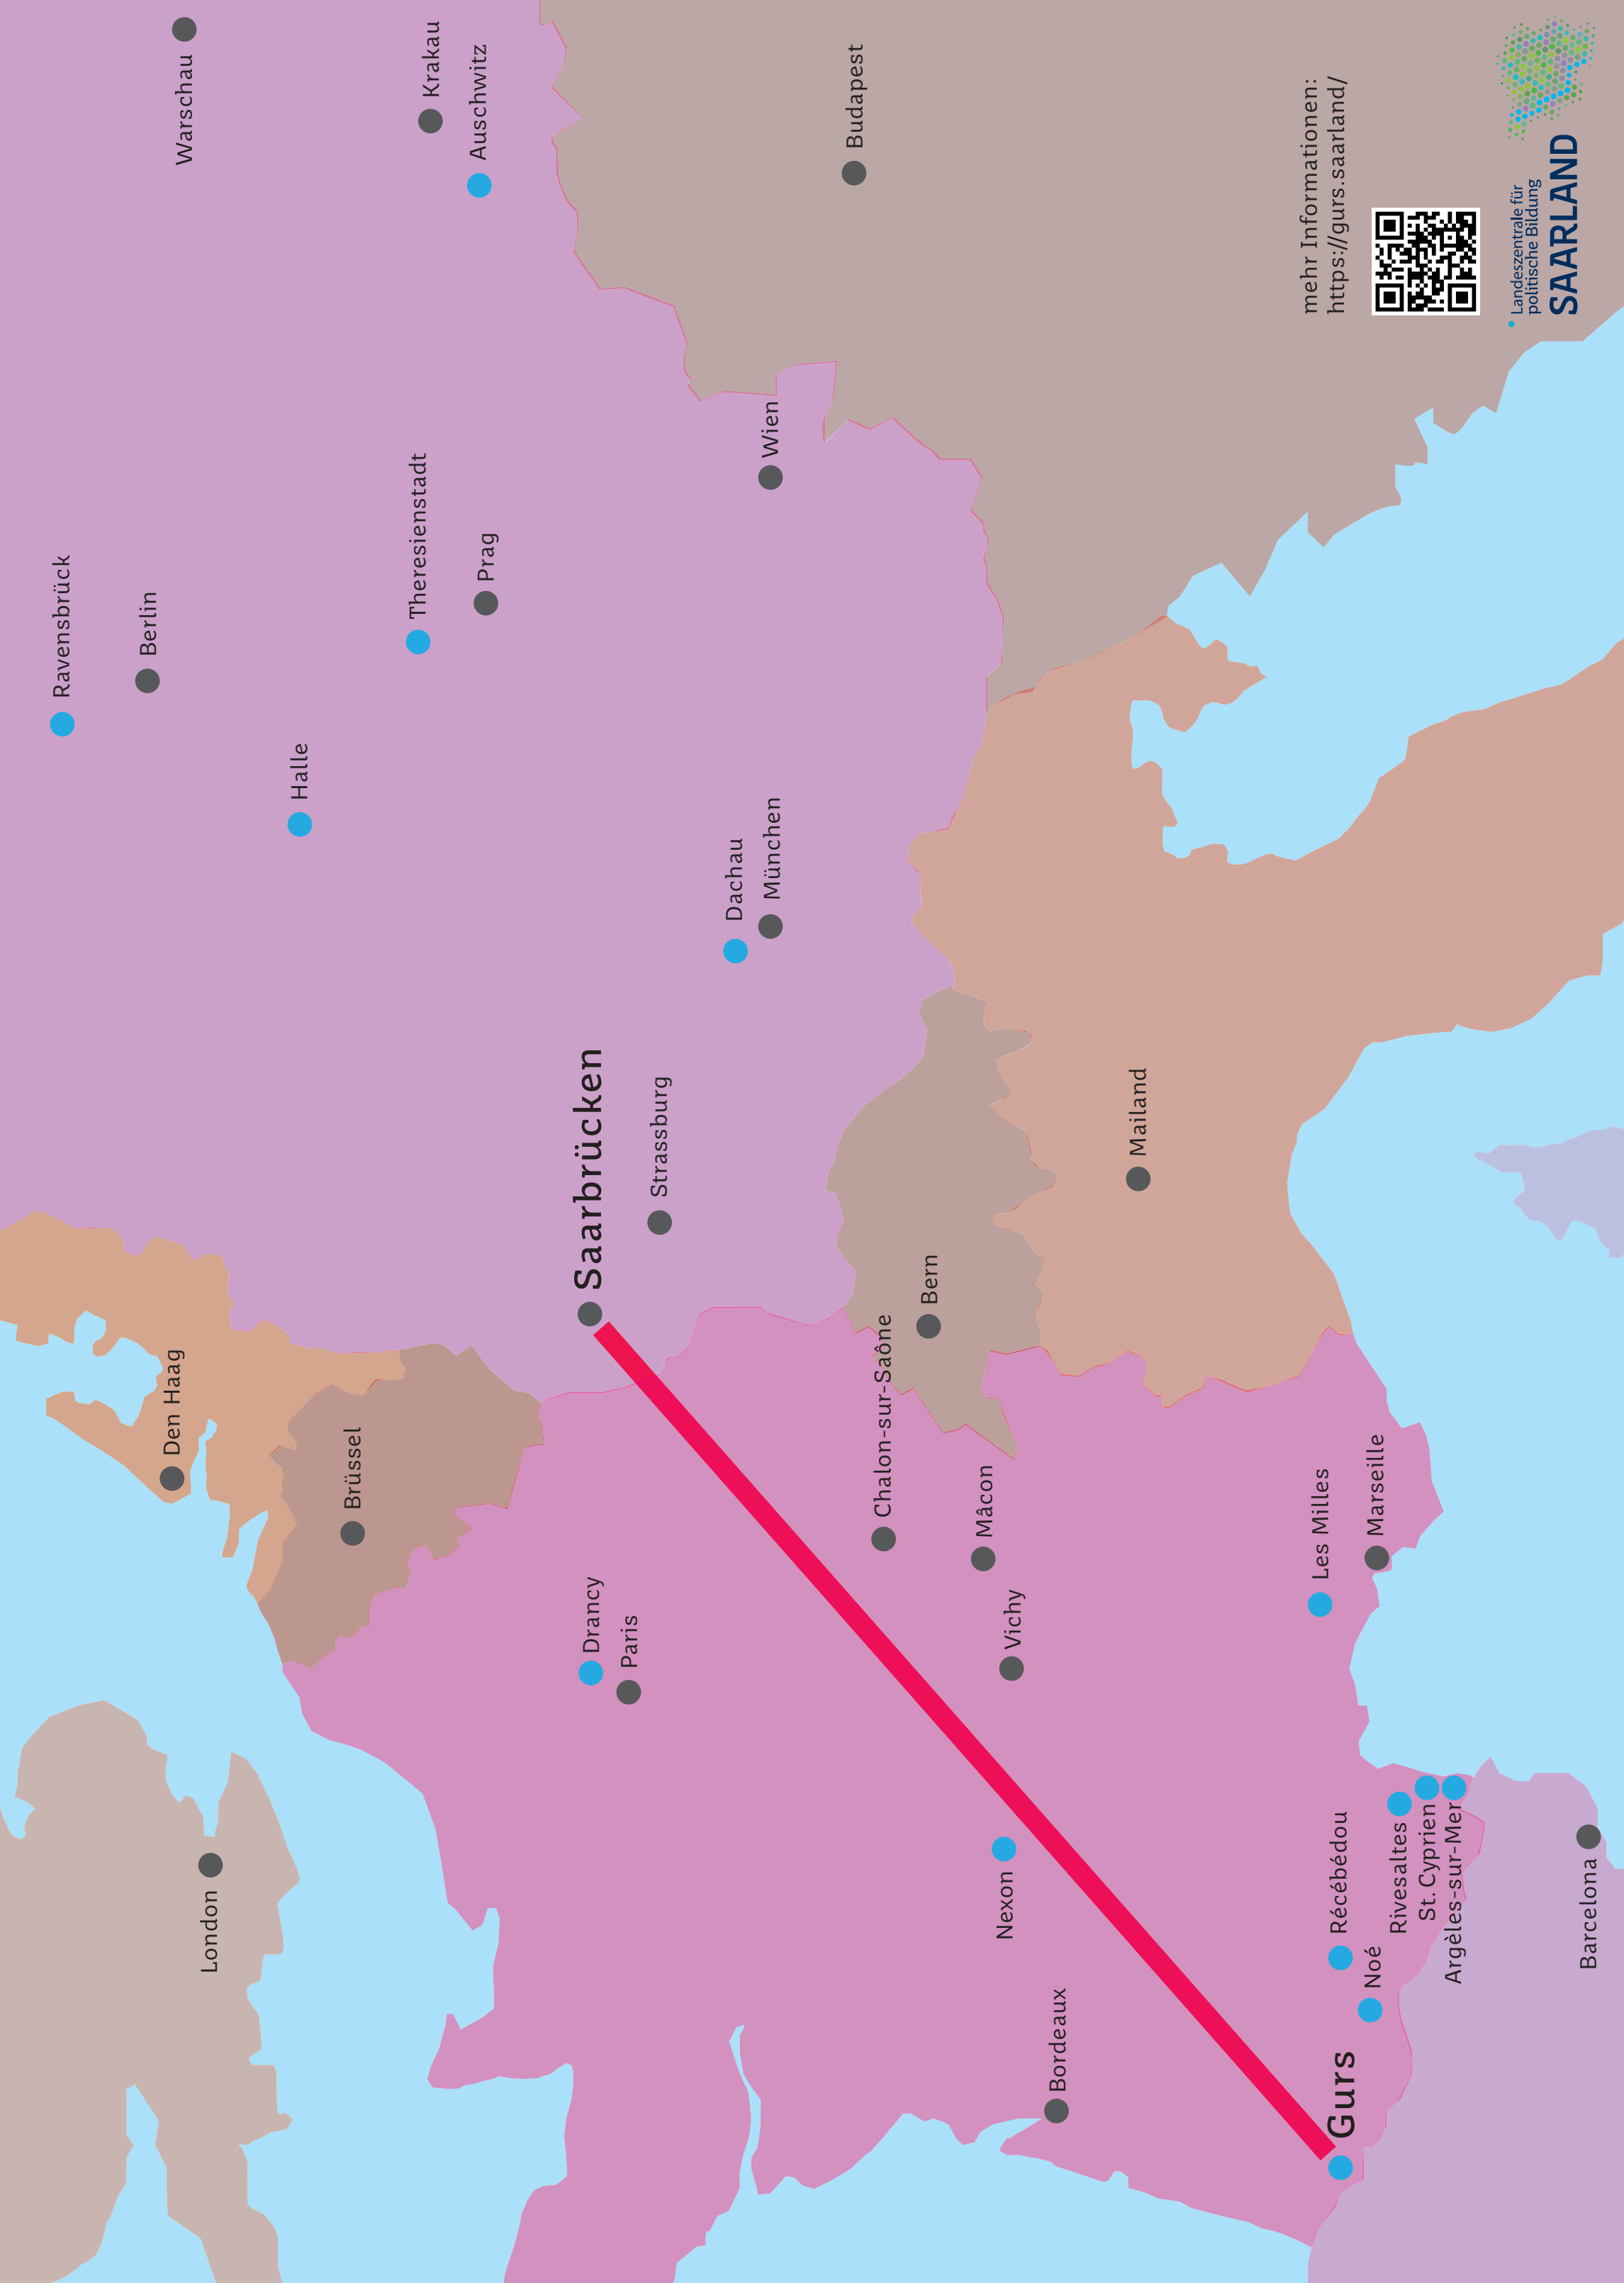 Ravensbrück
Berlin
Warschau
Halle
Theresienstadt
Prag
Krakau
Auschwitz
Den Haag
London
Brüssel
Saarbrücken
Strassburg
Dachau
München
Wien
Budapest
Drancy
Paris
Chalon-sur-Saône
Bern
Mâcon
Vichy
Nexon
Bordeaux
Mailand
Les Milles
Marseille
Gurs
Récébédou
Noé
Rivesaltes
St. Cyprien
Argèles-sur-Mer
Barcelona
mehr Informationen:
https://gurs.saarland/
Landeszentrale für
politische Bildung
SAARLAND